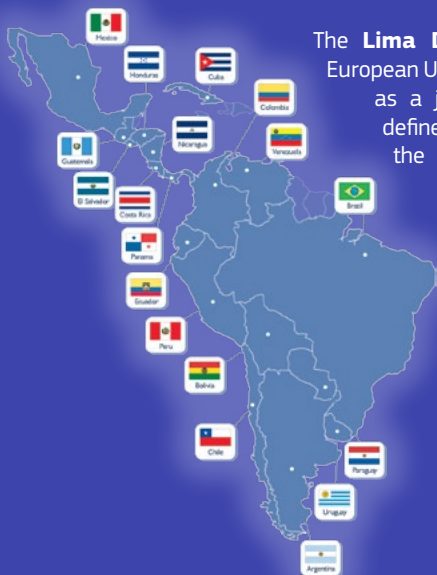 Mexico
The Lima D
European U
as a j
define
the
Honduras
Cuba
Colombia
Guatemala
Nicaragua
Venezuela
El Salvador
Costa Rica
Brasil
Panama
Ecuador
Peru
Bolivia
Chile
Paraguay
Uruguay
Argentina